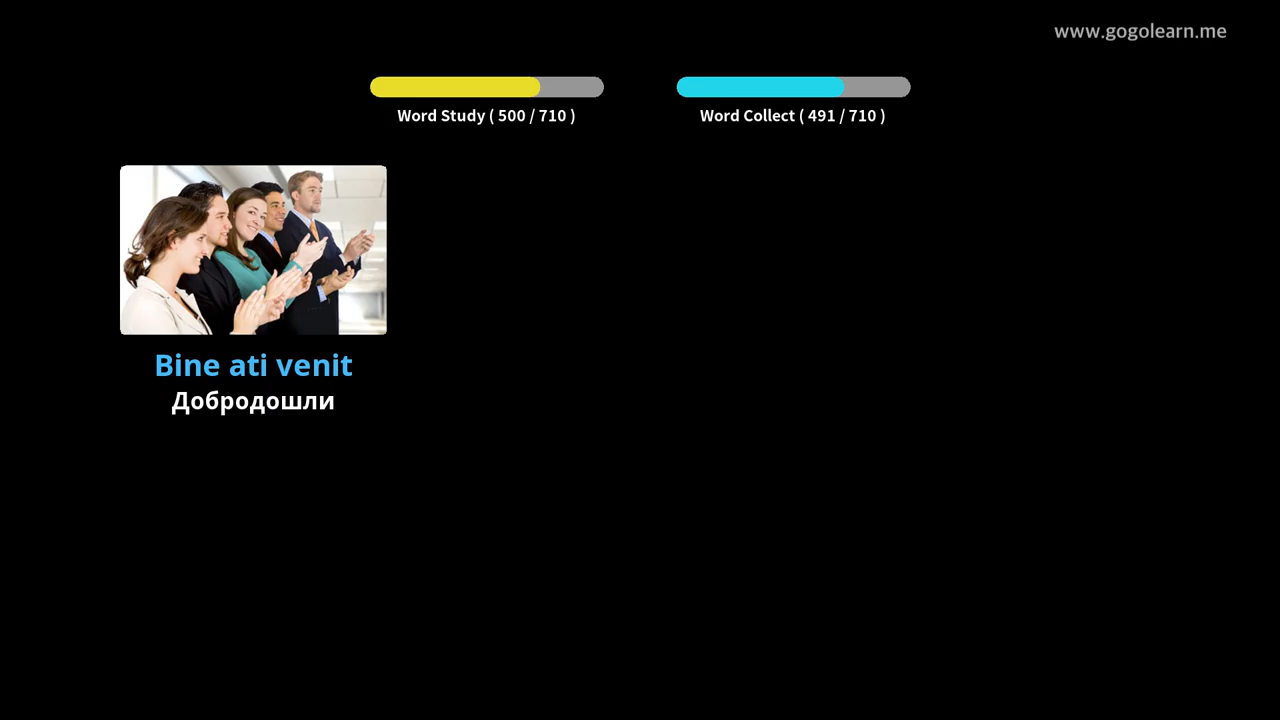 www.gogolearn.me
Word Study ( 500 / 710 )
Word Collect ( 491 / 710 )
Bine ati venit
Добродошли